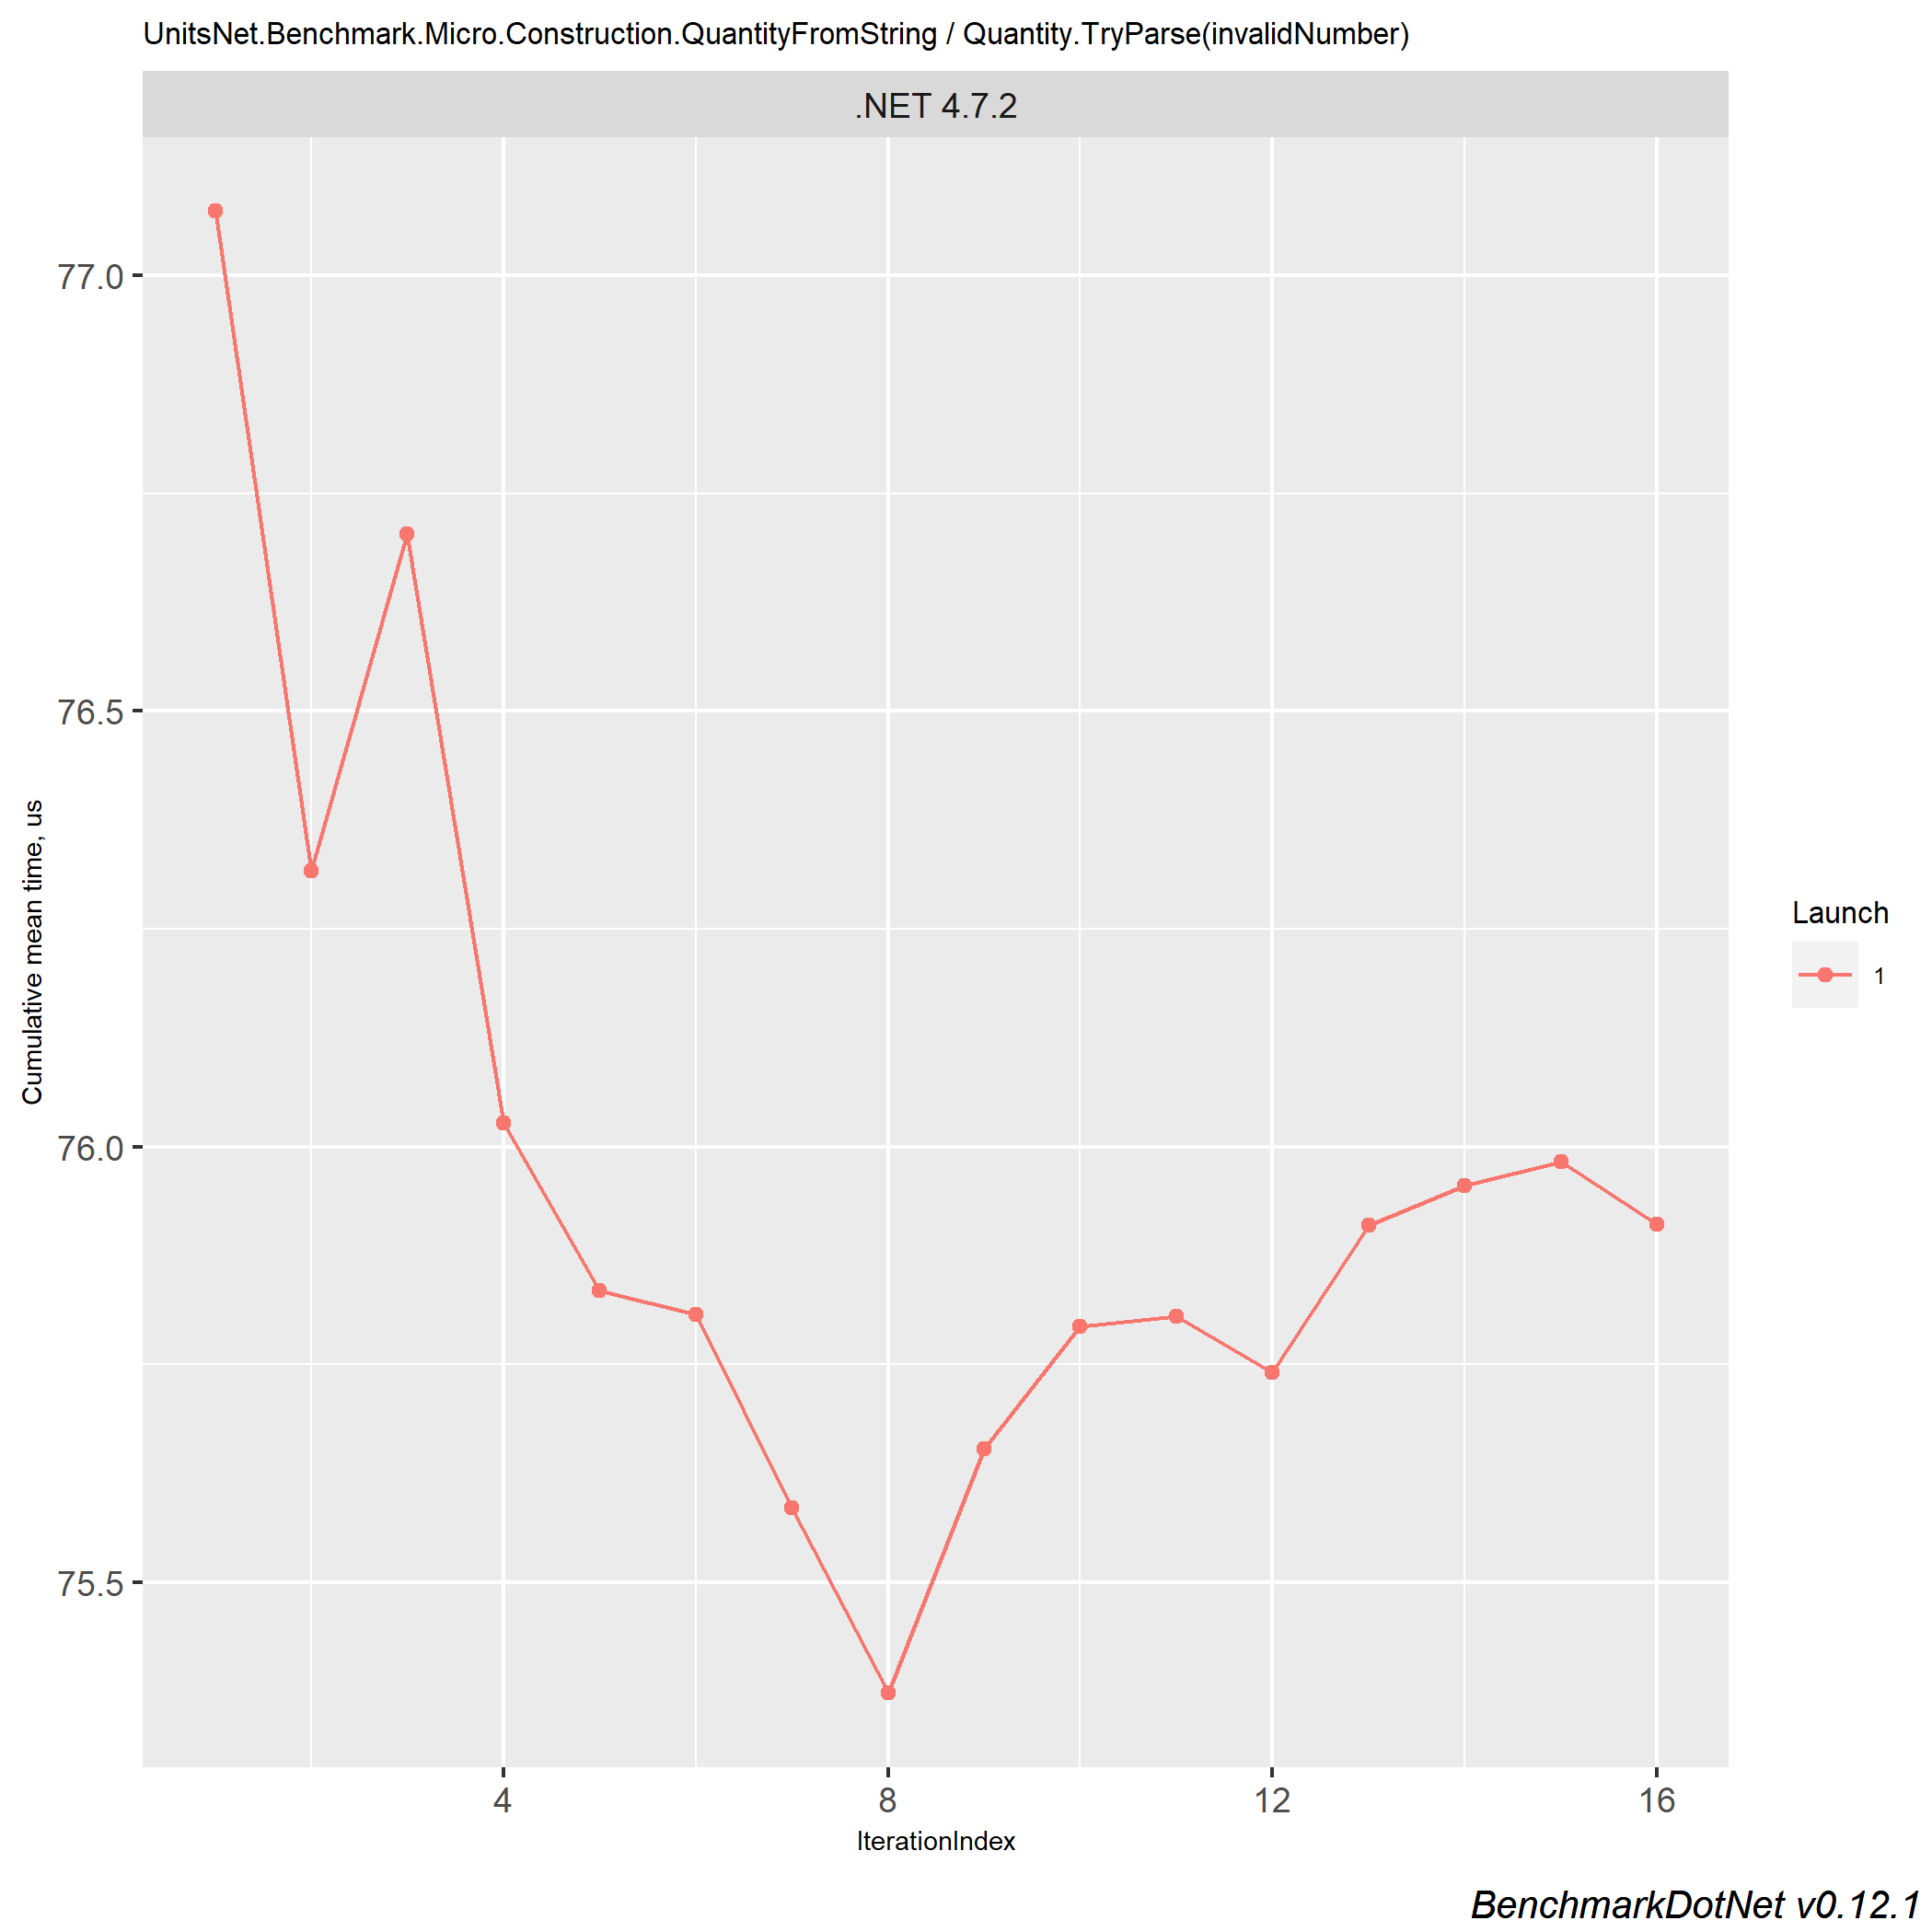 UnitsNet.Benchmark.Micro.Construction.QuantityFromString / Quantity.TryParse(invalidNumber)
.NET 4.7.2
77.0
76.5
76.0
75.5
Cumulative mean time, us
4
8
12
16
IterationIndex
Launch
1
BenchmarkDotNet v0.12.1